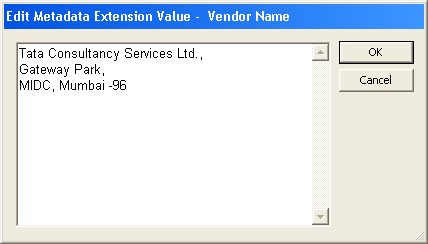 Edit Metadata Extension Value -  Vendor Name
Tata Consultancy Services Ltd.,
Gateway Park,
MIDC, Mumbai -96
OK
Cancel